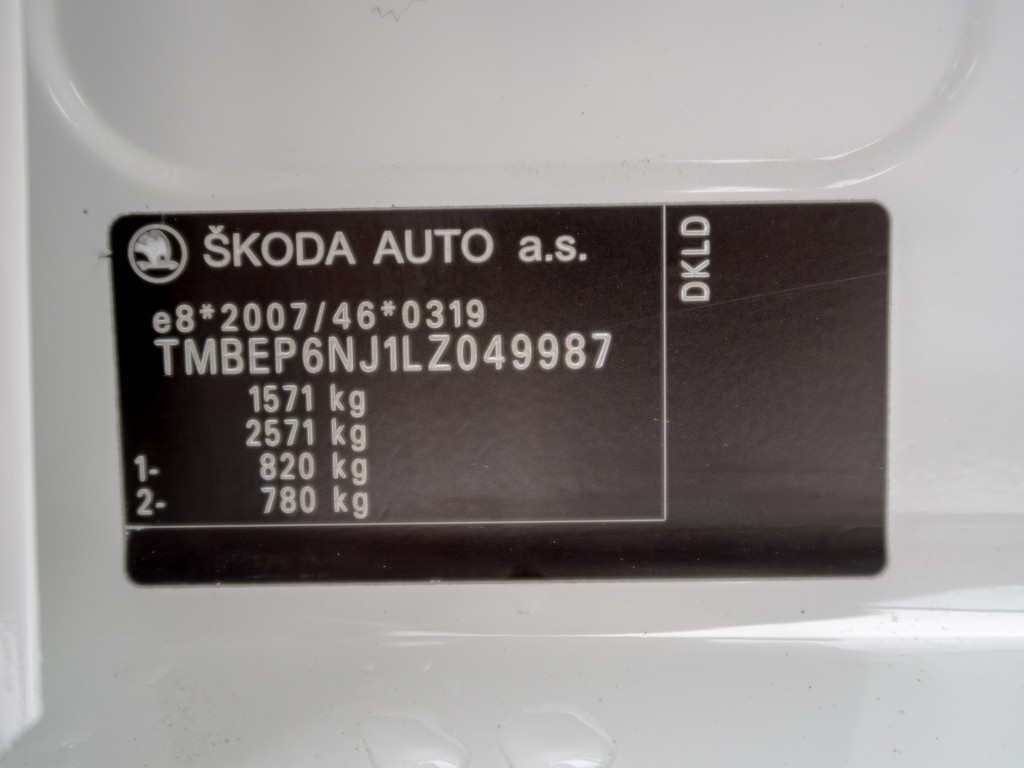 ŠKODA AUTO a.s.
e8*2007/46*0319
TMBEP6NJ1LZ049987
1571 kg
2571 kg
1- 820 kg
2- 780 kg
DKLD